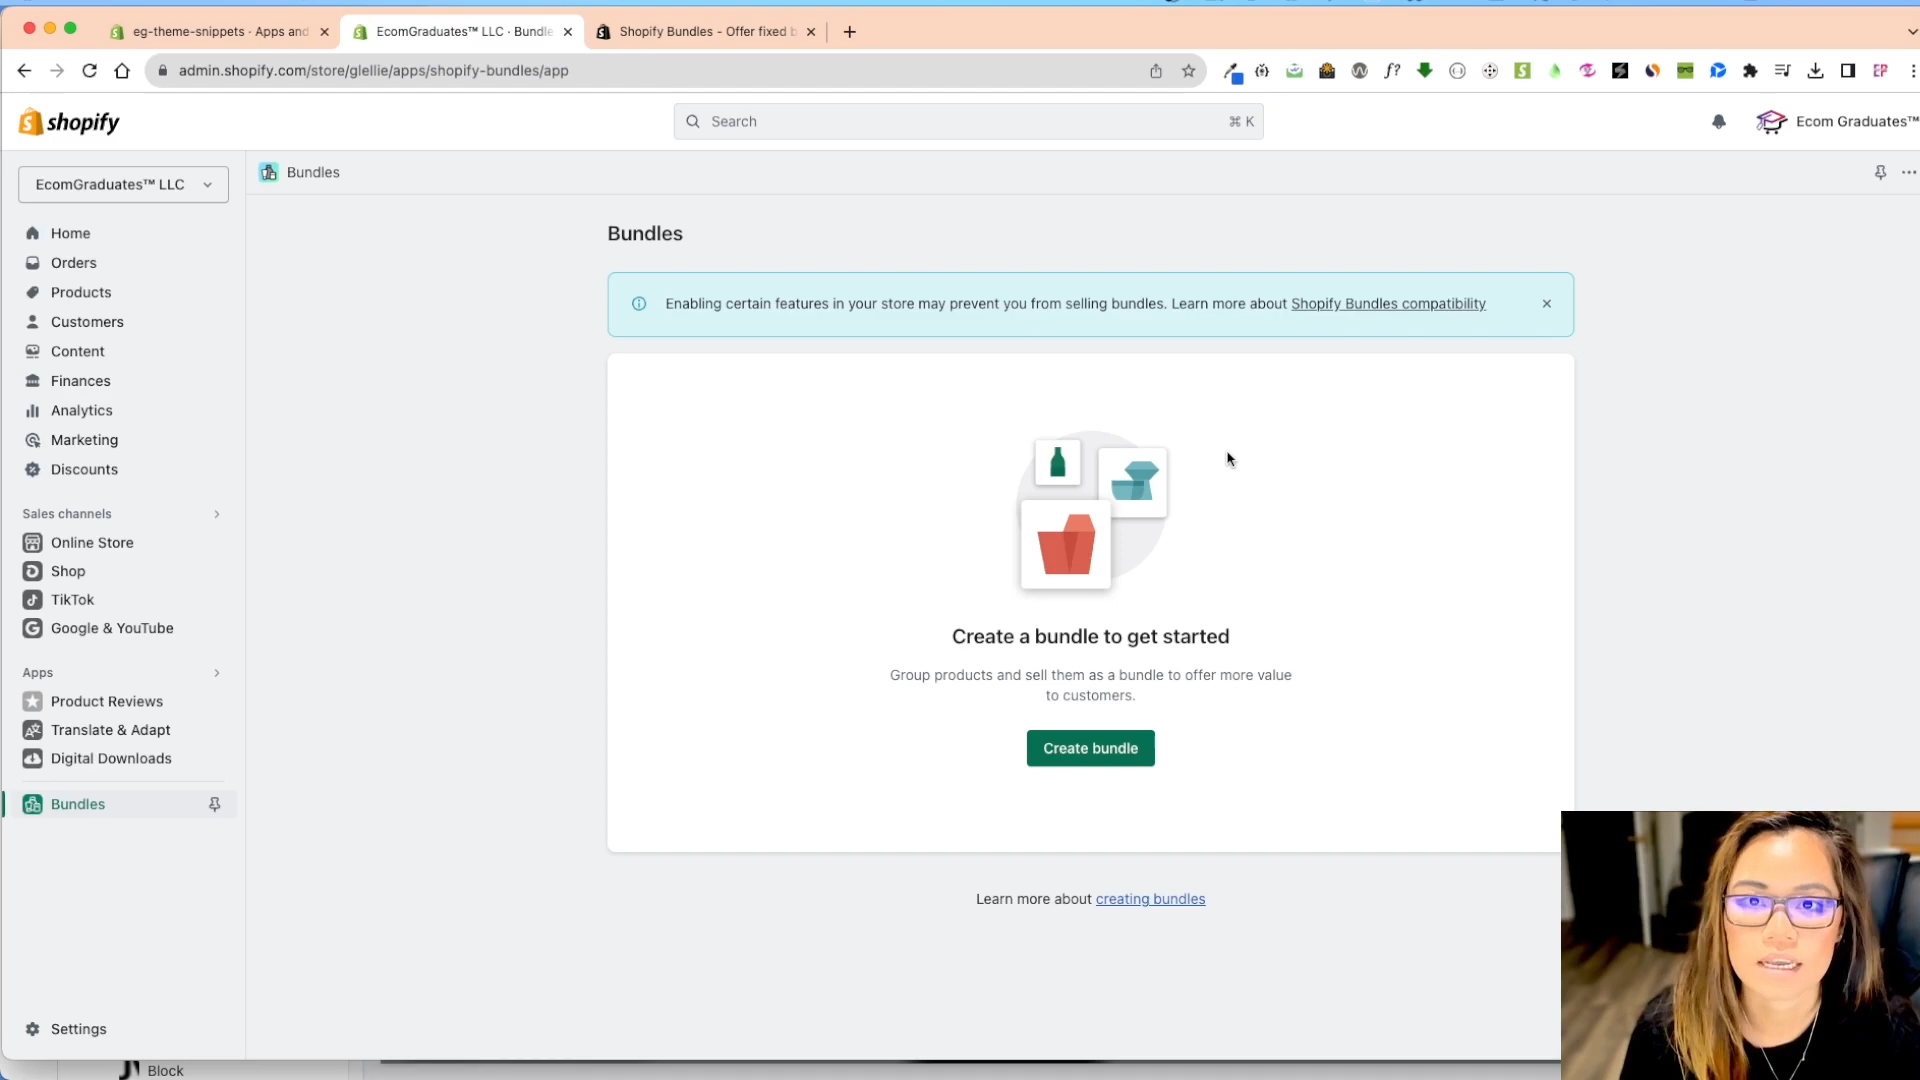 eg-theme-snippets · Apps and
EcomGraduates™ LLC · Bundle
Shopify Bundles - Offer fixed b
admin.shopify.com/store/glellie/apps/shopify-bundles/app
f?
EP
shopify
Search
⌘ K
Ecom Graduates™
EcomGraduates™ LLC
Bundles
Home
Orders
Products
Customers
Content
Finances
Analytics
Marketing
Discounts
Sales channels
Online Store
Shop
TikTok
Google & YouTube
Apps
Product Reviews
Translate & Adapt
Digital Downloads
Bundles
Settings
Bundles
Enabling certain features in your store may prevent you from selling bundles. Learn more about Shopify Bundles compatibility
Create a bundle to get started
Group products and sell them as a bundle to offer more value
to customers.
Create bundle
Learn more about creating bundles
Block